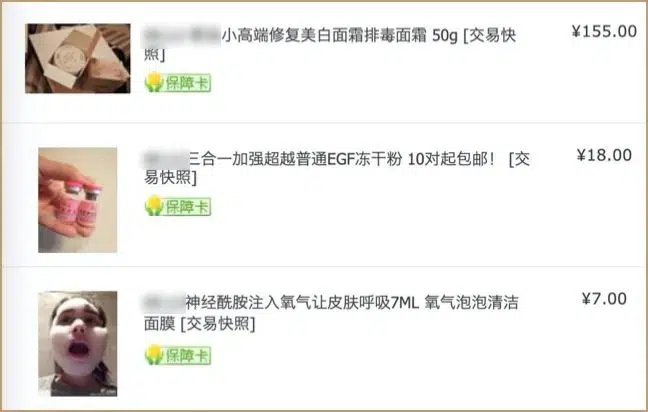 小高端修复美白面霜排毒面霜 50g [交易快
照]
¥155.00
保障卡
三合一加强超越普通EGF冻干粉 10对起包邮！ [交
易快照]
¥18.00
保障卡
神经酰胺注入氧气让皮肤呼吸7ML 氧气泡泡清洁
面膜 [交易快照]
¥7.00
保障卡